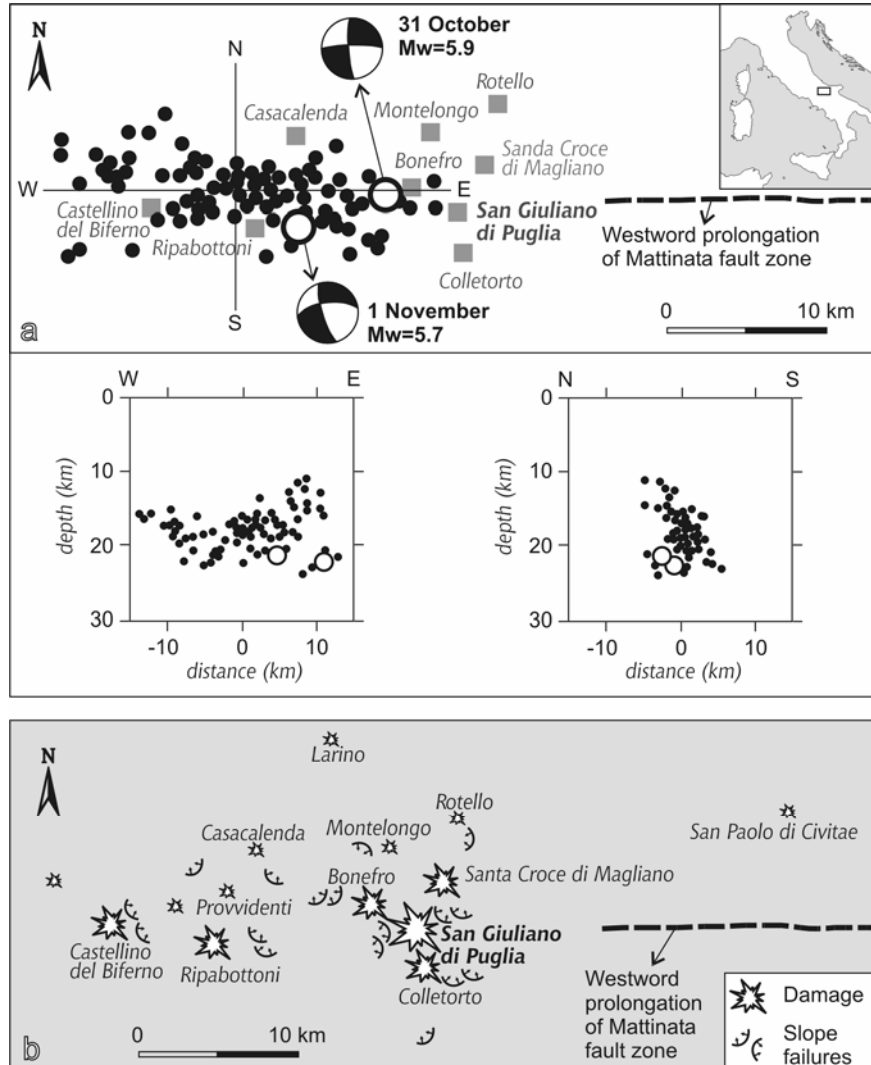 N
31 October
Mw=5.9
N
Rotello
Casacalenda
Montelongo
Bonefro
Sanda Croce
di Magliano
W
E
Castellino
del Biferno
San Giuliano
di Puglia
Westword prolongation
of Mattinata fault zone
Ripabottoni
Colletorto
1 November
Mw=5.7
S
0
10 km
a
W
E
N
S
0
10
20
30
depth (km)
-10
0
10
distance (km)
0
10
20
30
depth (km)
-10
0
10
distance (km)
N
Larino
Rotello
San Paolo di Civitae
Casacalenda
Montelongo
Bonefro
Santa Croce di Magliano
Provvidenti
Castellino
del Biferno
Ripabottoni
San Giuliano
di Puglia
Colletorto
Westword
prolongation
of Mattinata
fault zone
Damage
Slope
failures
0
10 km
b